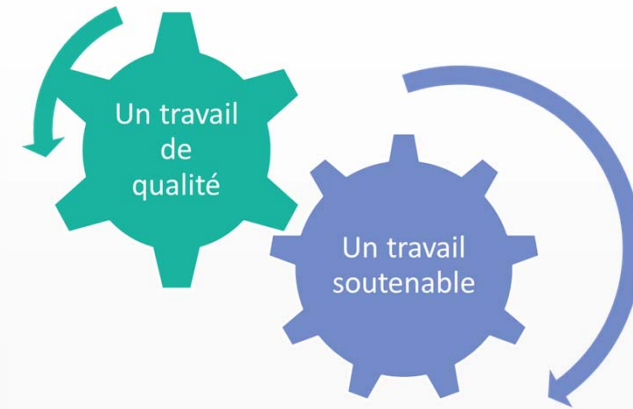 Un travail
de
qualité
Un travail
soutenable